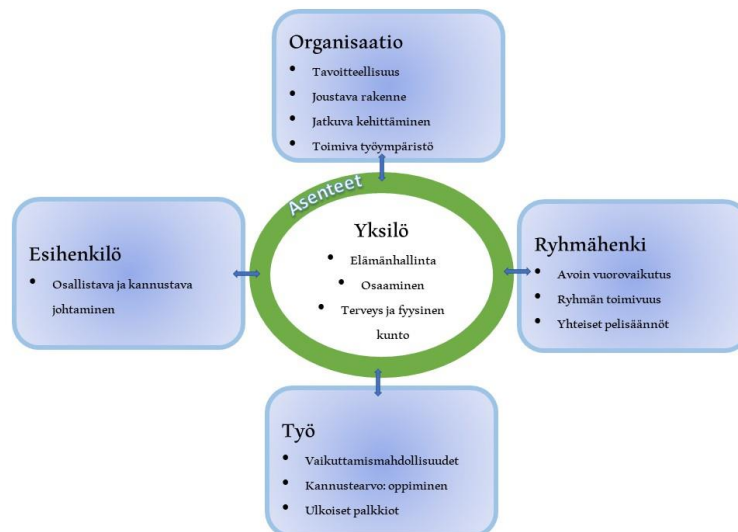 Organisaatio
• Tavoitteellisuus
• Joustava rakenne
• Jatkuva kehittäminen
• Toimiva työympäristö
Asenteet
Esihenkilö
• Osallistava ja kannustava
johtaminen
Yksilö
• Elämänhallinta
• Osaaminen
• Terveys ja fyysinen
kunto
Ryhmähenki
• Avoin vuorovaikutus
• Ryhmän toimivuus
• Yhteiset pelisäännöt
Työ
• Vaikuttamismahdollisuudet
• Kannustearvo: oppiminen
• Ulkoiset palkkiot